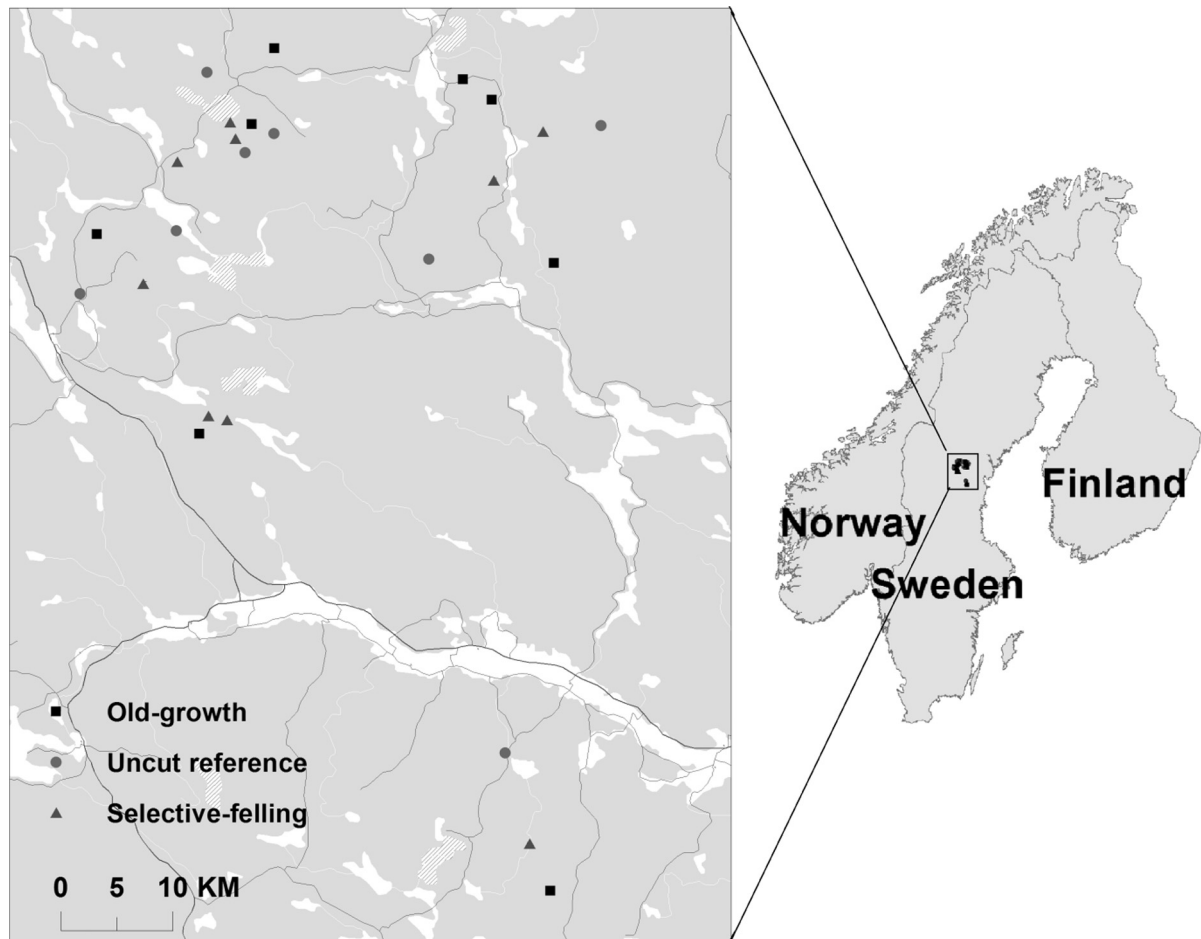 Old-growth
Uncut reference
Selective-felling
0 5 10 KM
Norway
Sweden
Finland